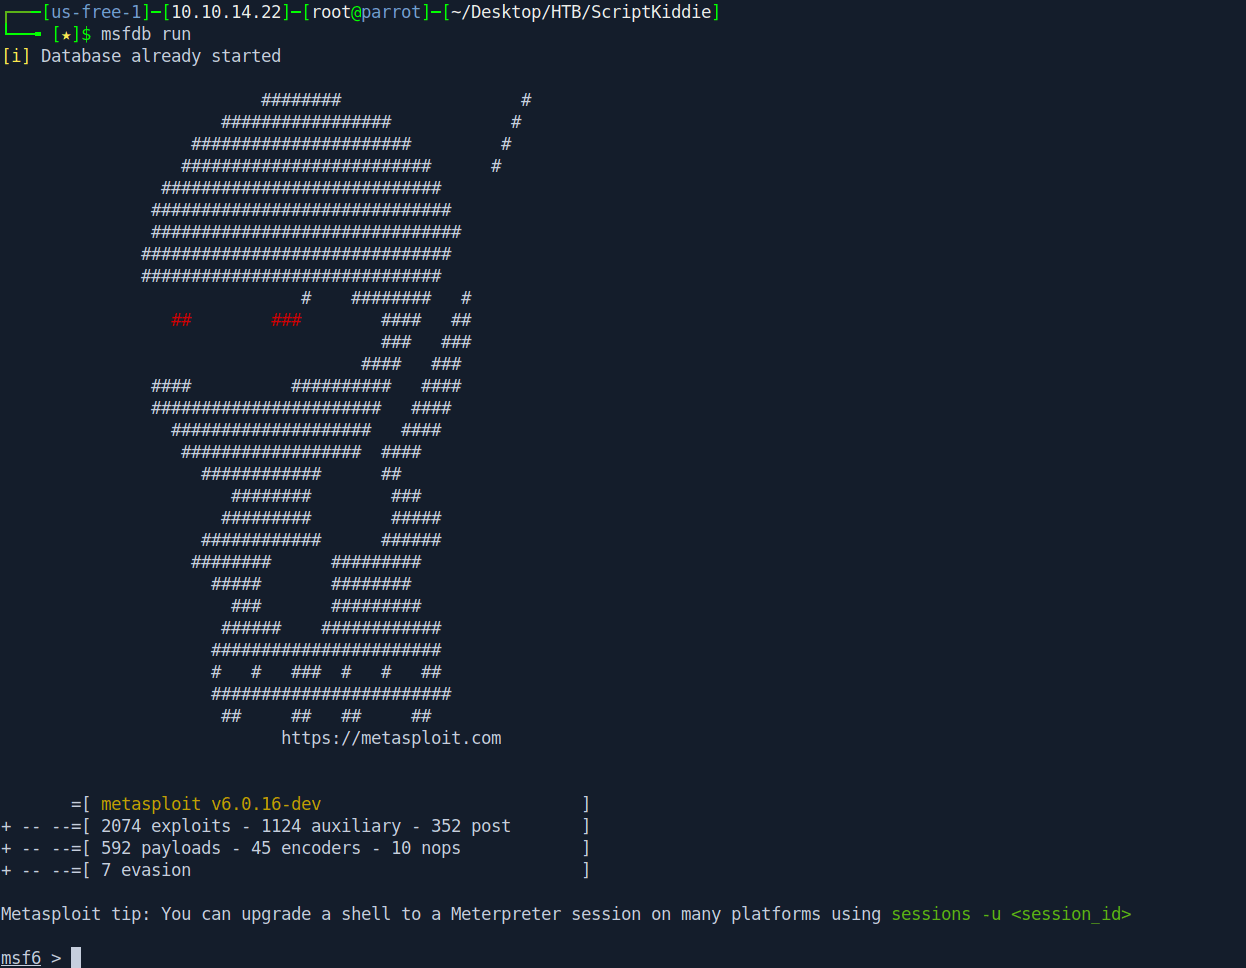 ┌──[us-free-1]─[10.10.14.22]─[root@parrot]─[~/Desktop/HTB/ScriptKiddie]
└──╼ [★]$ msfdb run
[i] Database already started

                          ########                  #
                      #################            #
                   ######################         #
                  #########################      #
                ############################
               ##############################
               ###############################
              ###############################
              ##############################
                              #    ########   #
                 ##        ###        ####   ##
                                      ###   ###
                                    ####   ###
               ####          ##########   ####
               #######################   ####
                 ####################   ####
                  ##################  ####
                    ############      ##
                       ########        ###
                      #########        #####
                    ############      ######
                   ########      #########
                     #####       ########
                       ###       #########
                      ######    ############
                     #######################
                     #   #   ###  #   #   ##
                     ########################
                      ##     ##   ##     ##
                            https://metasploit.com


       =[ metasploit v6.0.16-dev                          ]
+ -- --=[ 2074 exploits - 1124 auxiliary - 352 post       ]
+ -- --=[ 592 payloads - 45 encoders - 10 nops            ]
+ -- --=[ 7 evasion                                       ]

Metasploit tip: You can upgrade a shell to a Meterpreter session on many platforms using sessions -u <session_id>

msf6 >